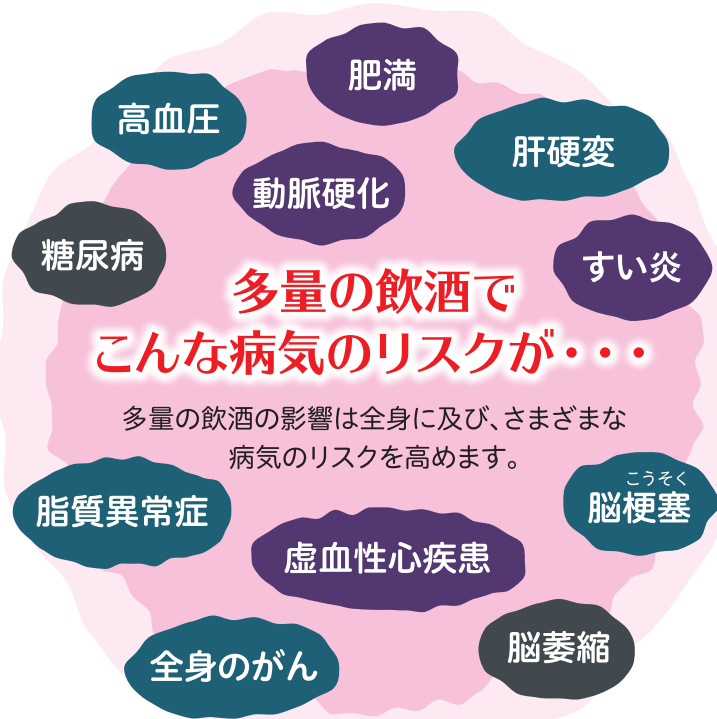 肥満
高血圧
肝硬変
動脈硬化
糖尿病
すい炎
多量の飲酒で
こんな病気のリスクが・・・
多量の飲酒の影響は全身に及び、さまざまな
病気のリスクを高めます。
脂質異常症
こうそく
脳梗塞
虚血性心疾患
脳萎縮
全身のがん